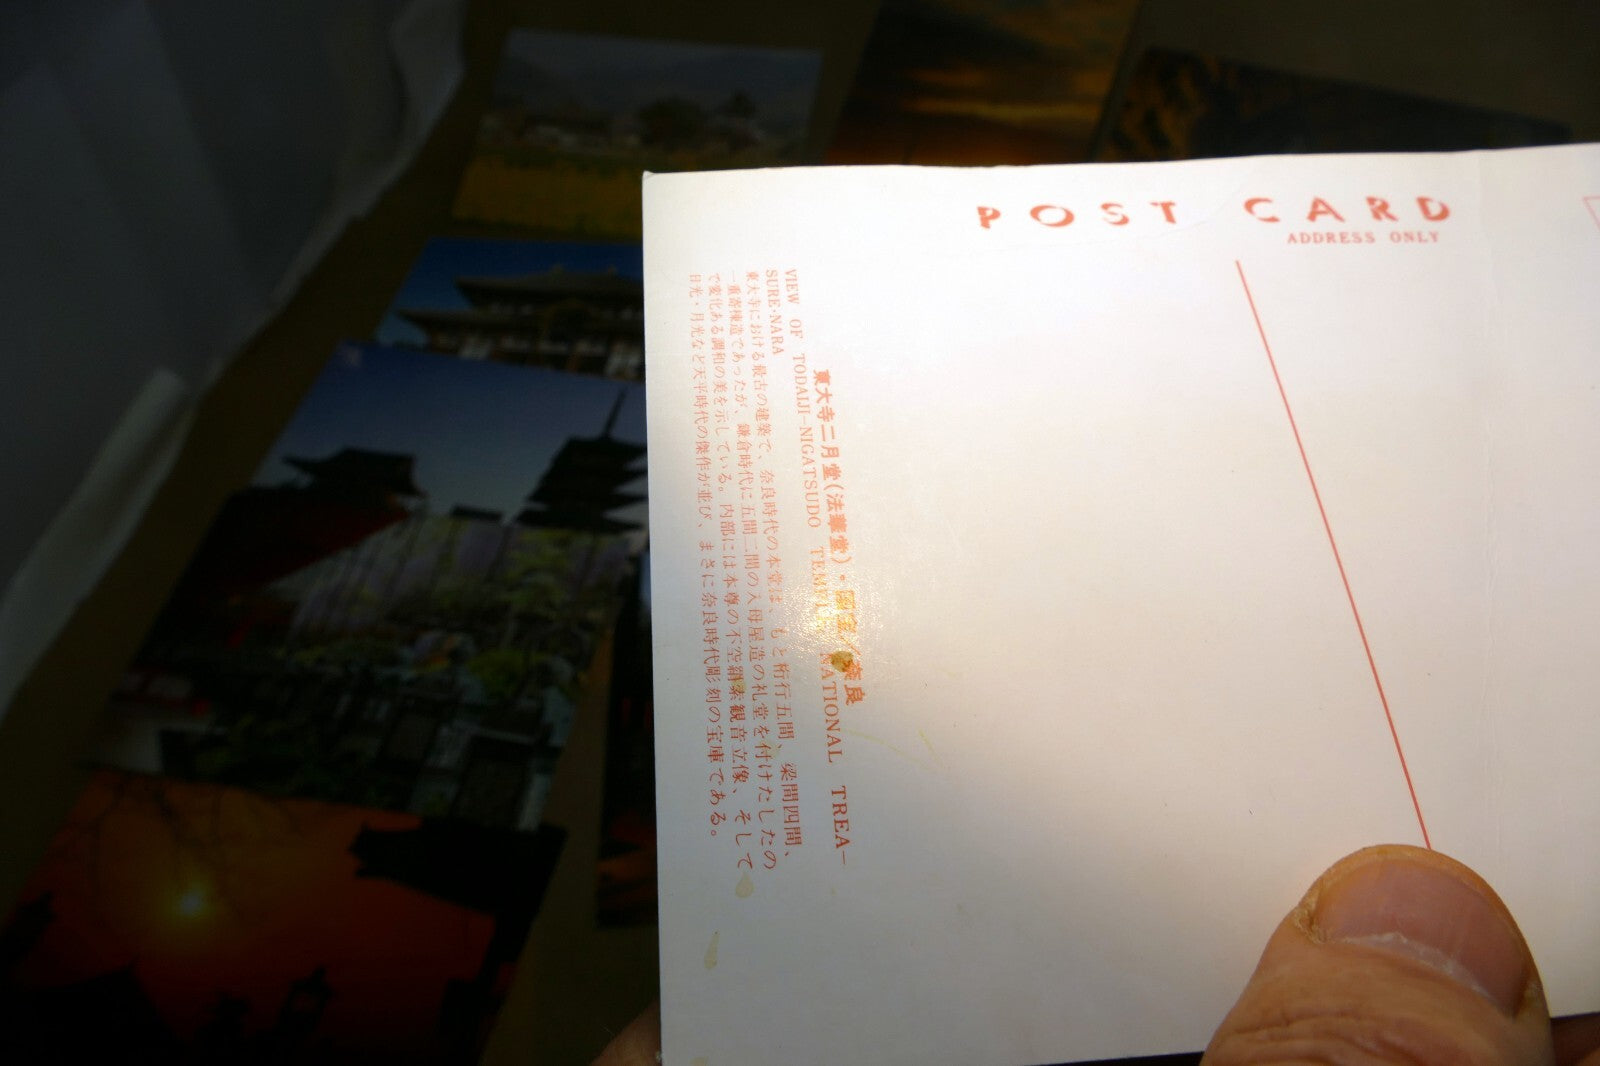 POST CARD
ADDRESS ONLY
東大寺二月堂(法華堂)・国宝/奈良
VIEW OF TODAIJI-NIGATSUDO TEMPLE NATIONAL TREA-
SURE·NARA
東大寺における最古の建築で、奈良時代の本堂は、もと桁行五間、梁間四間、
一重寄棟造であったが、鎌倉時代に五間二間の入母屋造の礼堂を付けたしたの
で変化ある調和の美を示している。内部には本尊の不空羂索観音立像、そして
日光・月光など天平時代の傑作が並び、まさに奈良時代彫刻の宝庫である。